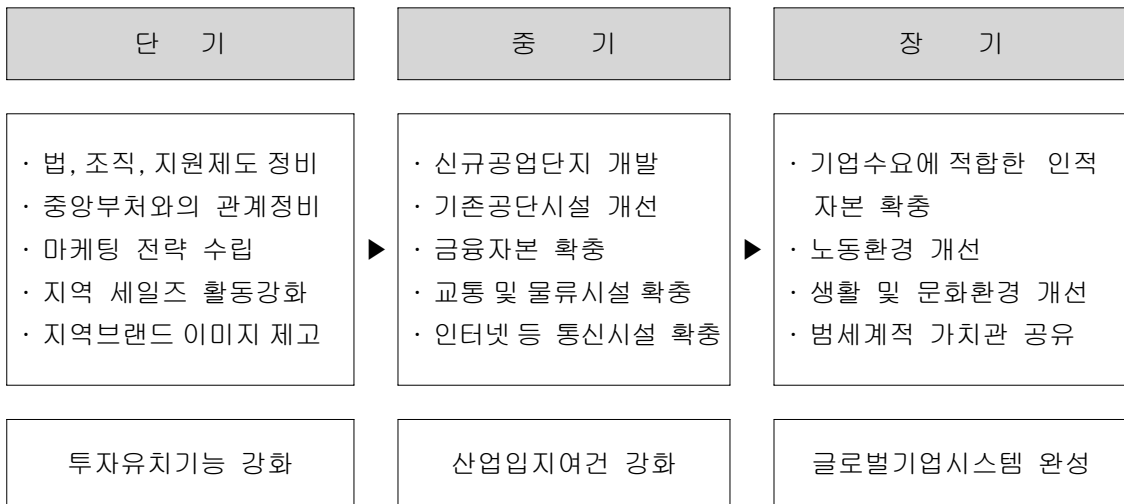 단 기
· 법, 조직, 지원제도 정비
· 중앙부처와의 관계정비
· 마케팅 전략 수립
· 지역 세일즈 활동강화
· 지역브랜드 이미지 제고
투자유치기능 강화
▶
중 기
· 신규공업단지 개발
· 기존공단시설 개선
· 금융자본 확충
· 교통 및 물류시설 확충
· 인터넷 등 통신시설 확충
산업입지여건 강화
▶
장 기
· 기업수요에 적합한 인적
자본 확충
· 노동환경 개선
· 생활 및 문화환경 개선
· 범세계적 가치관 공유
글로벌기업시스템 완성